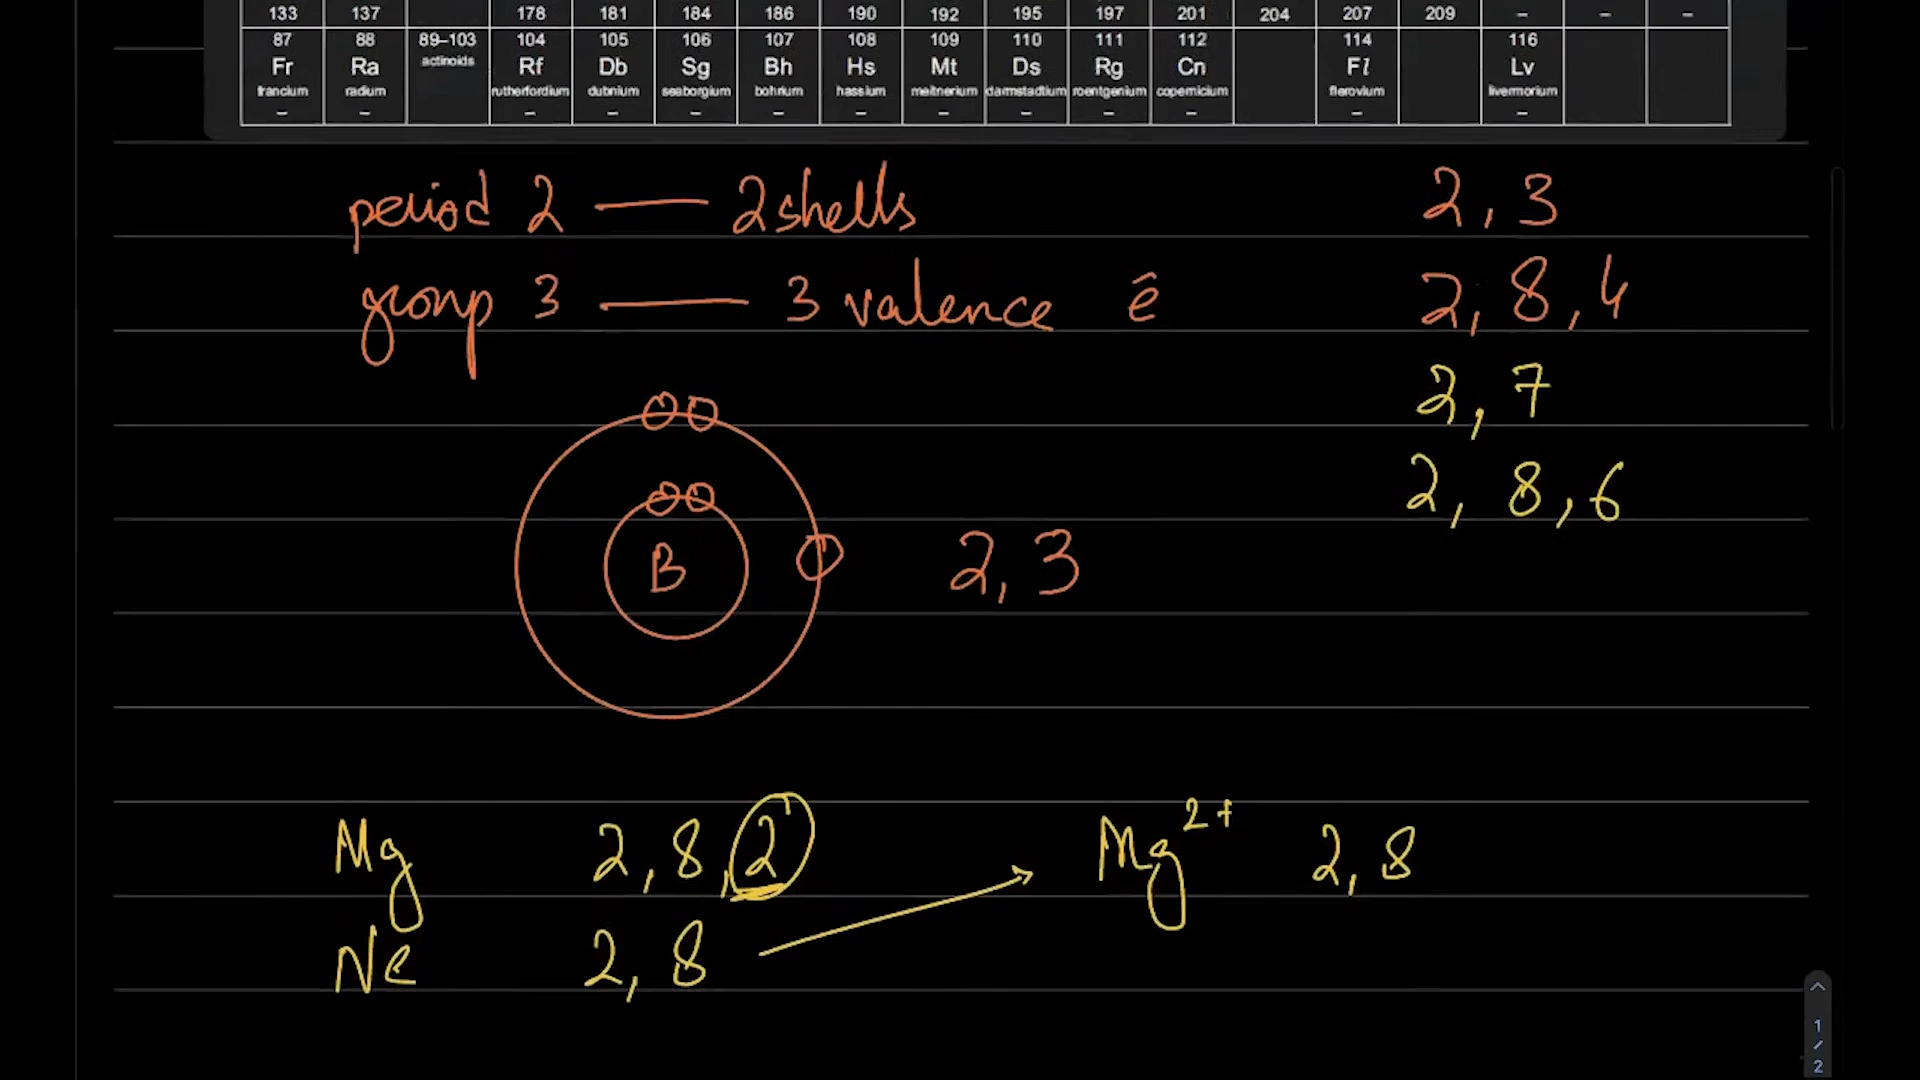 133 137 178 181 184 186 190 192 195 197 201 204 207 209 – – –
87 88 89–103 104 105 106 107 108 109 110 111 112 114 116
Fr Ra actinoids Rf Db Sg Bh Hs Mt Ds Rg Cn Fl Lv
francium radium rutherfordium dubnium seaborgium bohrium hassium meitnerium darmstadtium roentgenium copernicium flerovium livermorium
– – – – – – – – – – – – –
period 2 — 2 shells 2, 3
group 3 — 3 valence ē 2, 8, 4
2, 7
2, 8, 6
B 2, 3
Mg 2, 8, 2 Mg2+ 2, 8
Ne 2, 8
1
/
2